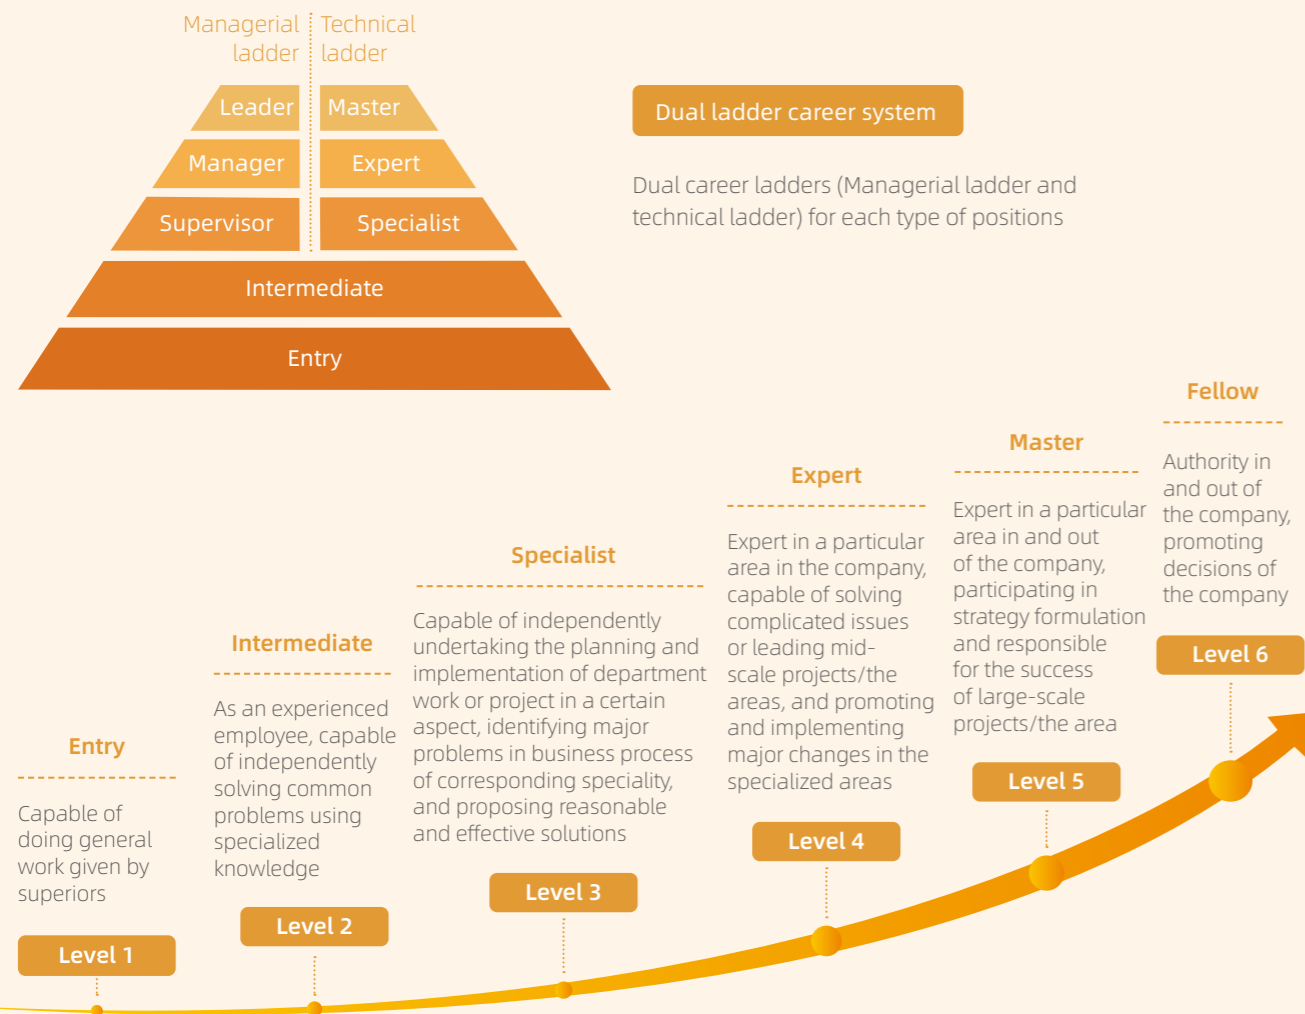 Managerial
ladder
Technical
ladder
Leader
Master
Manager
Expert
Supervisor
Specialist
Intermediate
Entry
Dual ladder career system
Dual career ladders (Managerial ladder and
technical ladder) for each type of positions
Entry
Capable of
doing general
work given by
superiors
Level 1
Intermediate
As an experienced
employee, capable
of independently
solving common
problems using
specialized
knowledge
Level 2
Specialist
Capable of independently
undertaking the planning and
implementation of department
work or project in a certain
aspect, identifying major
problems in business process
of corresponding speciality,
and proposing reasonable
and effective solutions
Level 3
Expert
Expert in a particular
area in the company,
capable of solving
complicated issues
or leading mid-
scale projects/the
areas, and promoting
and implementing
major changes in the
specialized areas
Level 4
Master
Expert in a particular
area in and out
of the company,
participating in
strategy formulation
and responsible
for the success
of large-scale
projects/the area
Level 5
Fellow
Authority in
and out of
the company,
promoting
decisions of
the company
Level 6